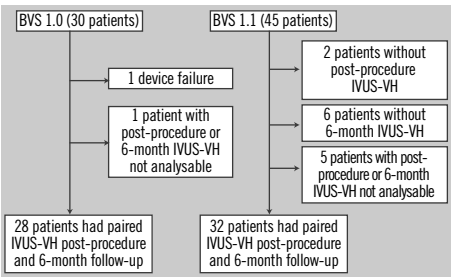 BVS 1.0 (30 patients)
1 device failure
1 patient with
post-procedure or
6-month IVUS-VH
not analysable
28 patients had paired
IVUS-VH post-procedure
and 6-month follow-up
BVS 1.1 (45 patients)
2 patients without
post-procedure
IVUS-VH
6 patients without
6-month IVUS-VH
5 patients with post-
procedure or 6-month
IVUS-VH not analysable
32 patients had paired
IVUS-VH post-procedure
and 6-month follow-up